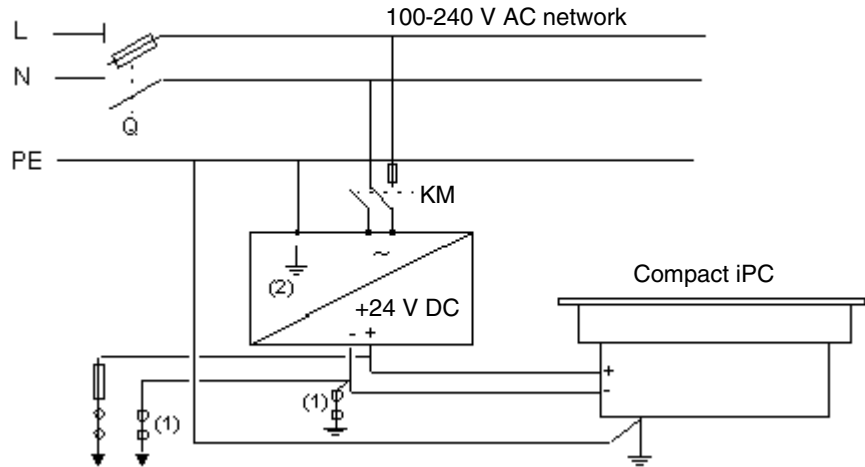 100-240 V AC network
L
N
Q
PE
KM
~
(2)
+24 V DC
- +
Compact iPC
+
-
(1)
(1)